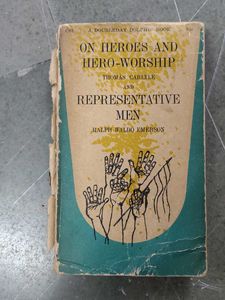 A DOUBLEDAY DOLPHIN BOOK
ON HEROES AND
HERO-WORSHIP
THOMAS CARLYLE
AND
REPRESENTATIVE
MEN
RALPH WALDO EMERSON